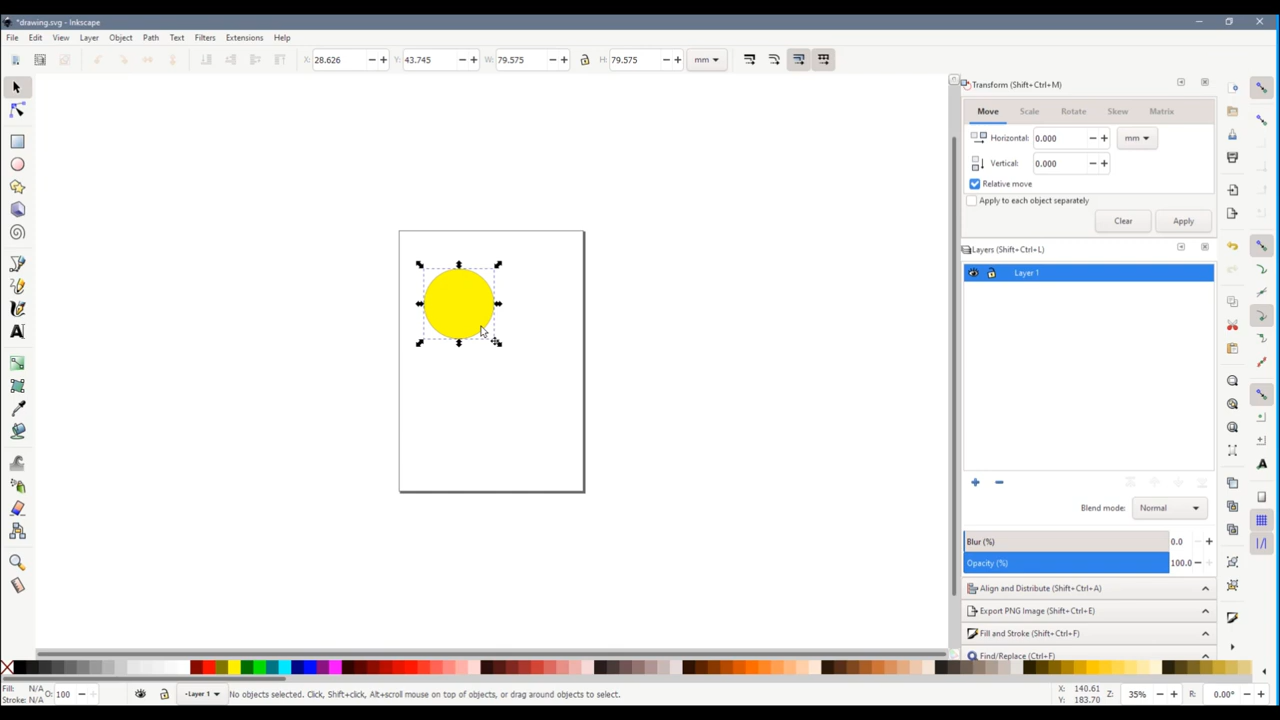 *drawing.svg - Inkscape
File Edit View Layer Object Path Text Filters Extensions Help
X: 28.626 Y: 43.745 W: 79.575 H: 79.575 mm
Transform (Shift+Ctrl+M)
Move Scale Rotate Skew Matrix
Horizontal: 0.000 mm
Vertical: 0.000
Relative move
Apply to each object separately
Clear Apply
Layers (Shift+Ctrl+L)
Layer 1
Blend mode: Normal
Blur (%) 0.0
Opacity (%) 100.0
Align and Distribute (Shift+Ctrl+A)
Export PNG Image (Shift+Ctrl+E)
Fill and Stroke (Shift+Ctrl+F)
Find/Replace (Ctrl+F)
Fill: N/A
Stroke: N/A
O: 100
Layer 1
No objects selected. Click, Shift+click, Alt+scroll mouse on top of objects, or drag around objects to select.
X: 140.61
Y: 183.70
Z: 35%
R: 0.00°